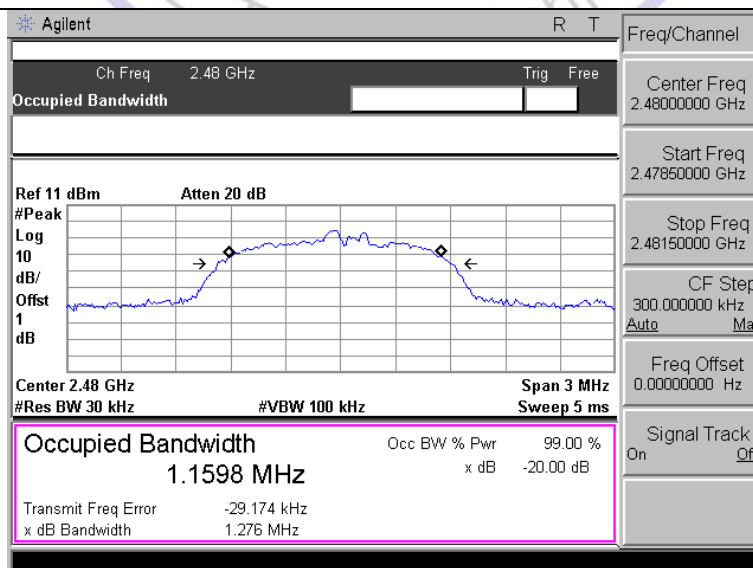 Agilent R T
Ch Freq 2.48 GHz Trig Free
Occupied Bandwidth
Ref 11 dBm Atten 20 dB
#Peak
Log
10
dB/
Offst
1
dB
Center 2.48 GHz Span 3 MHz
#Res BW 30 kHz #VBW 100 kHz Sweep 5 ms
Occupied Bandwidth Occ BW % Pwr 99.00 %
1.1598 MHz x dB -20.00 dB
Transmit Freq Error -29.174 kHz
x dB Bandwidth 1.276 MHz
Freq/Channel
Center Freq
2.48000000 GHz
Start Freq
2.47850000 GHz
Stop Freq
2.48150000 GHz
CF Step
300.000000 kHz
Auto Ma
Freq Offset
0.00000000 Hz
Signal Track
On Of